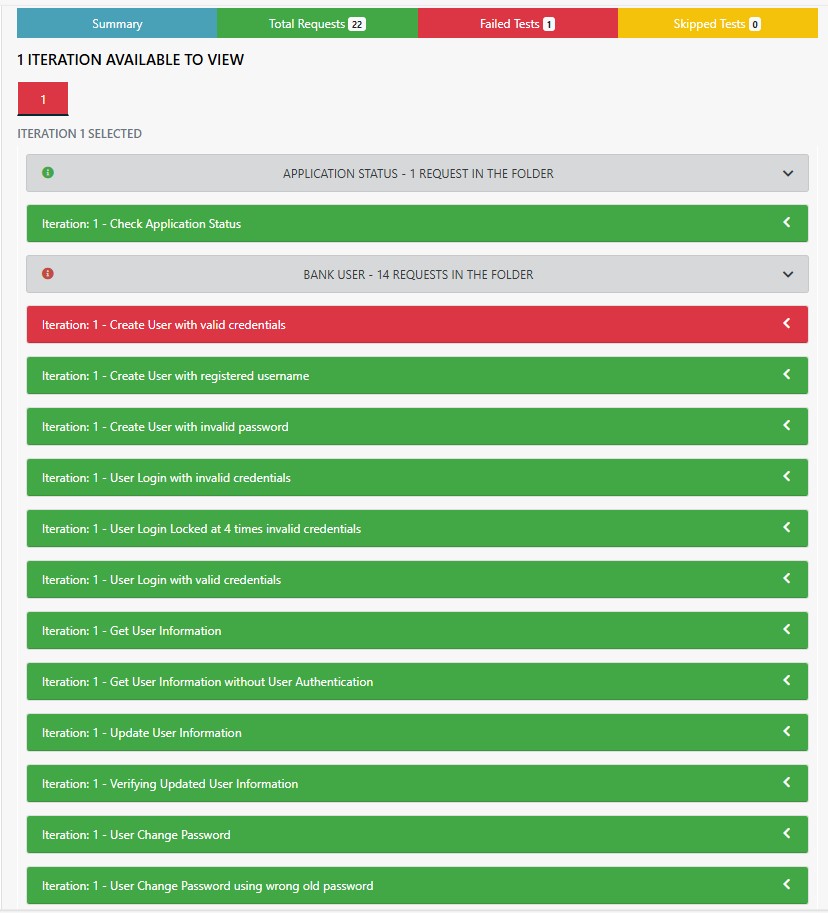 Summary
Total Requests 22
Failed Tests 1
Skipped Tests 0
1 ITERATION AVAILABLE TO VIEW
1
ITERATION 1 SELECTED
APPLICATION STATUS - 1 REQUEST IN THE FOLDER
Iteration: 1 - Check Application Status
BANK USER - 14 REQUESTS IN THE FOLDER
Iteration: 1 - Create User with valid credentials
Iteration: 1 - Create User with registered username
Iteration: 1 - Create User with invalid password
Iteration: 1 - User Login with invalid credentials
Iteration: 1 - User Login Locked at 4 times invalid credentials
Iteration: 1 - User Login with valid credentials
Iteration: 1 - Get User Information
Iteration: 1 - Get User Information without User Authentication
Iteration: 1 - Update User Information
Iteration: 1 - Verifying Updated User Information
Iteration: 1 - User Change Password
Iteration: 1 - User Change Password using wrong old password